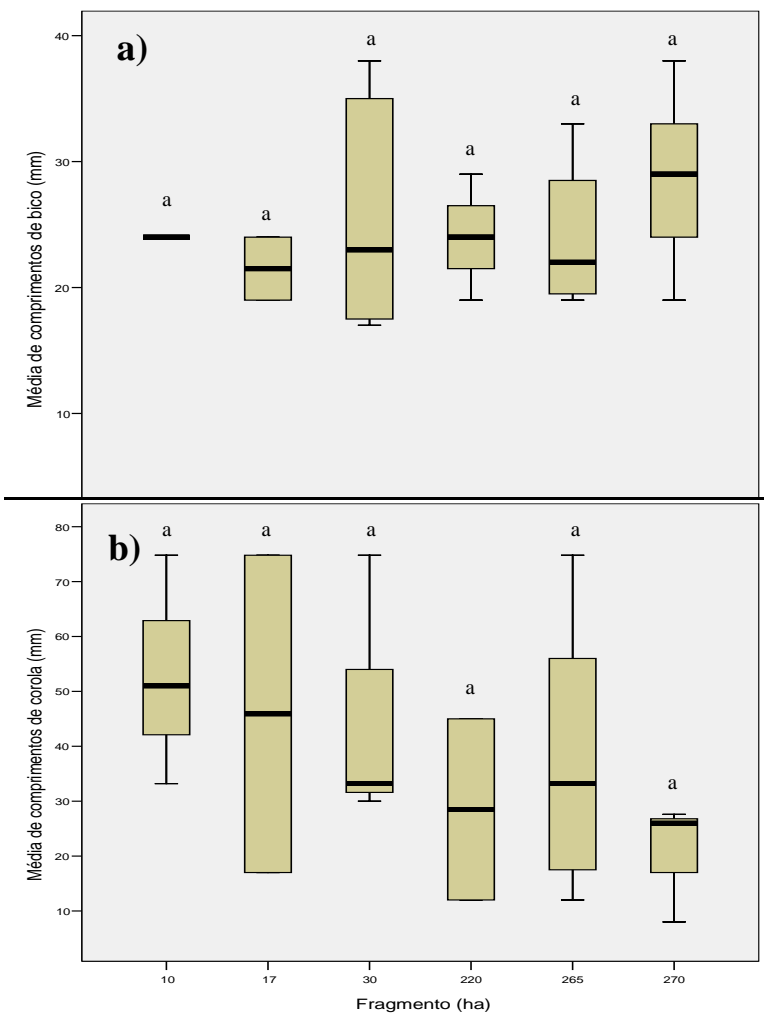 a)
Média de comprimentos de bico (mm)
40
30
20
10
a
a
a
a
a
a
b)
Média de comprimentos de corola (mm)
80
70
60
50
40
30
20
10
a
a
a
a
a
a
10 17 30 220 265 270
Fragmento (ha)